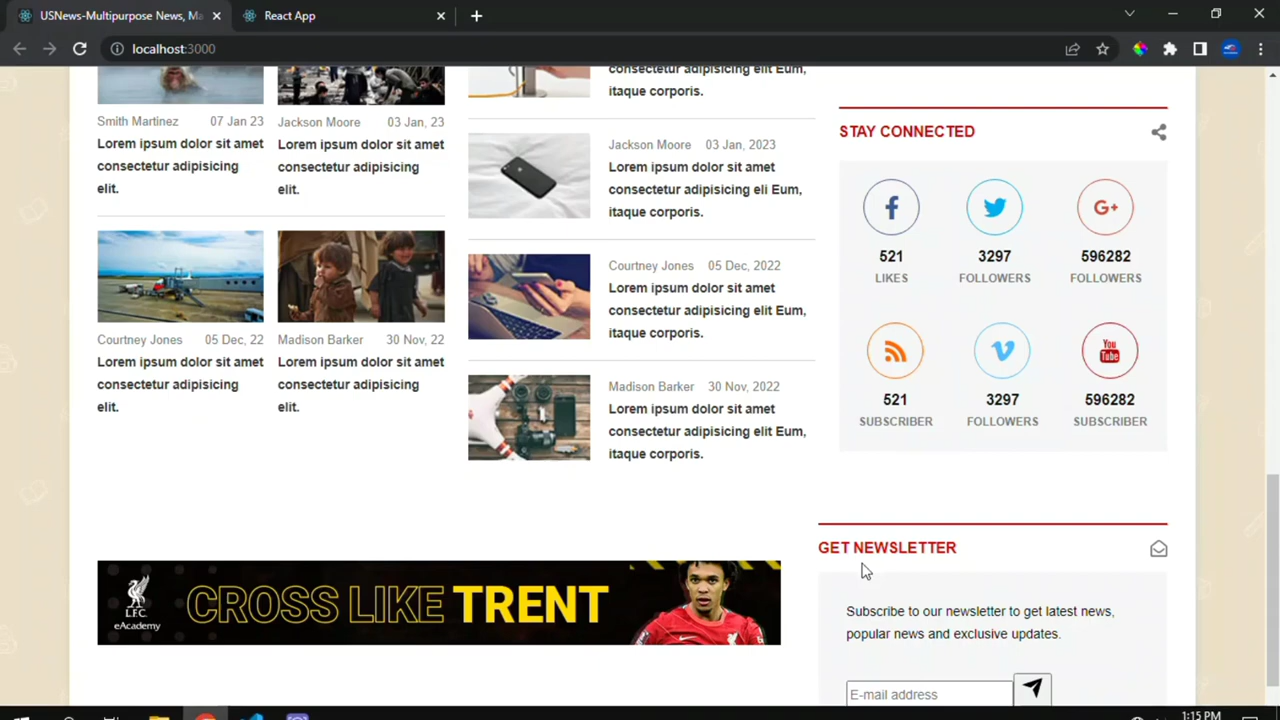 USNews-Multipurpose News, Ma
React App
localhost:3000
Smith Martinez 07 Jan 23
Lorem ipsum dolor sit amet
consectetur adipisicing
elit.
Jackson Moore 03 Jan, 23
Lorem ipsum dolor sit amet
consectetur adipisicing
elit.
Courtney Jones 05 Dec, 22
Lorem ipsum dolor sit amet
consectetur adipisicing
elit.
Madison Barker 30 Nov, 22
Lorem ipsum dolor sit amet
consectetur adipisicing
elit.
consectetur adipisicing elit Eum,
itaque corporis.
Jackson Moore 03 Jan, 2023
Lorem ipsum dolor sit amet
consectetur adipisicing eli Eum,
itaque corporis.
Courtney Jones 05 Dec, 2022
Lorem ipsum dolor sit amet
consectetur adipisicing elit Eum,
itaque corporis.
Madison Barker 30 Nov, 2022
Lorem ipsum dolor sit amet
consectetur adipisicing elit Eum,
itaque corporis.
STAY CONNECTED
G+
521
LIKES
3297
FOLLOWERS
596282
FOLLOWERS
You
Tube
521
SUBSCRIBER
3297
FOLLOWERS
596282
SUBSCRIBER
L.F.C.
eAcademy
CROSS LIKE TRENT
GET NEWSLETTER
Subscribe to our newsletter to get latest news,
popular news and exclusive updates.
E-mail address
1:15 PM